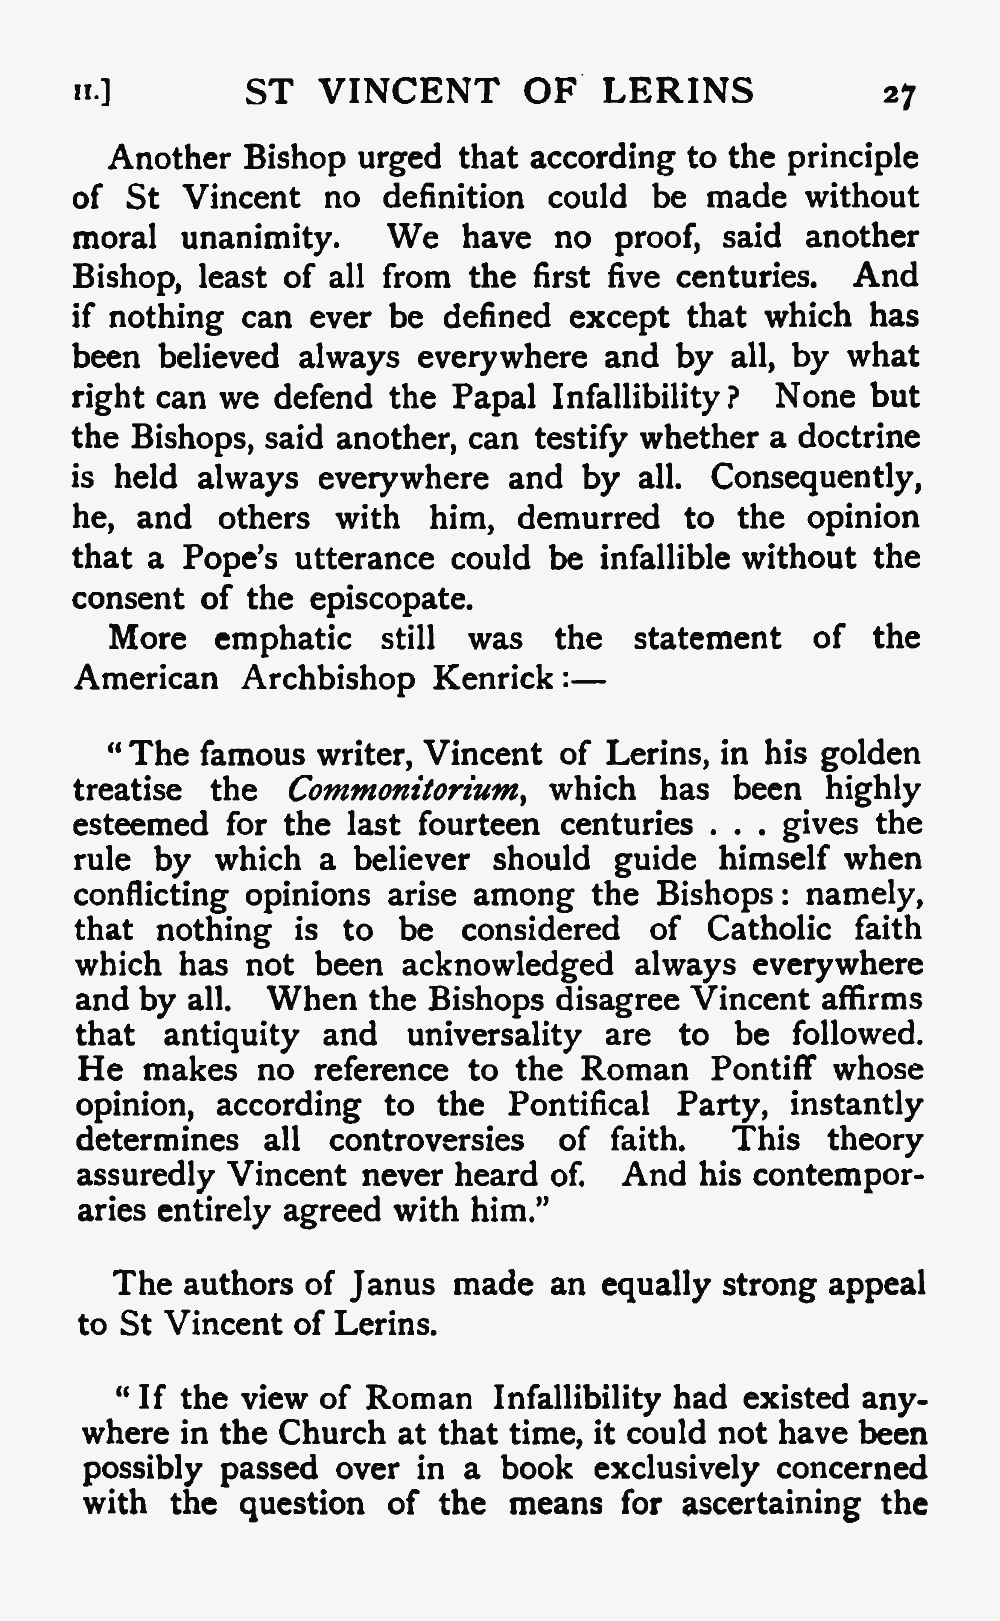 II.] ST VINCENT OF LERINS 27
Another Bishop urged that according to the principle
of St Vincent no definition could be made without
moral unanimity. We have no proof, said another
Bishop, least of all from the first five centuries. And
if nothing can ever be defined except that which has
been believed always everywhere and by all, by what
right can we defend the Papal Infallibility? None but
the Bishops, said another, can testify whether a doctrine
is held always everywhere and by all. Consequently,
he, and others with him, demurred to the opinion
that a Pope's utterance could be infallible without the
consent of the episcopate.
More emphatic still was the statement of the
American Archbishop Kenrick:—
"The famous writer, Vincent of Lerins, in his golden
treatise the Commonitorium, which has been highly
esteemed for the last fourteen centuries . . . gives the
rule by which a believer should guide himself when
conflicting opinions arise among the Bishops: namely,
that nothing is to be considered of Catholic faith
which has not been acknowledged always everywhere
and by all. When the Bishops disagree Vincent affirms
that antiquity and universality are to be followed.
He makes no reference to the Roman Pontiff whose
opinion, according to the Pontifical Party, instantly
determines all controversies of faith. This theory
assuredly Vincent never heard of. And his contempor-
aries entirely agreed with him."
The authors of Janus made an equally strong appeal
to St Vincent of Lerins.
"If the view of Roman Infallibility had existed any-
where in the Church at that time, it could not have been
possibly passed over in a book exclusively concerned
with the question of the means for ascertaining the